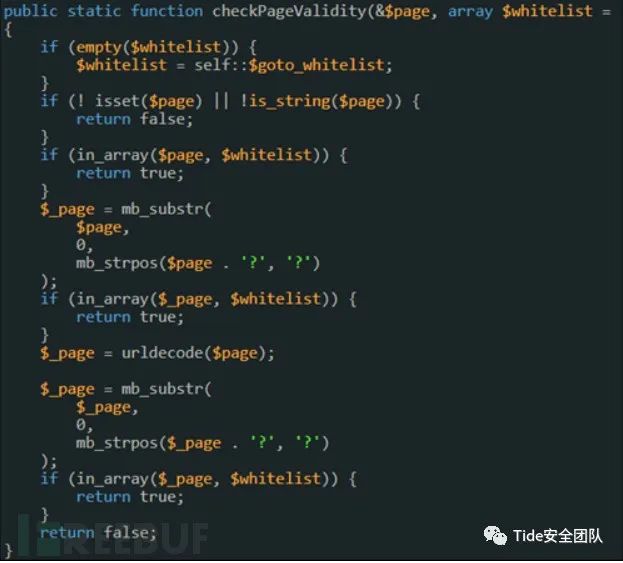 public static function checkPageValidity(&$page, array $whitelist =
{
    if (empty($whitelist)) {
        $whitelist = self::$goto_whitelist;
    }
    if (! isset($page) || !is_string($page)) {
        return false;
    }
    if (in_array($page, $whitelist)) {
        return true;
    }
    $_page = mb_substr(
        $page,
        0,
        mb_strpos($page . '?', '?')
    );
    if (in_array($_page, $whitelist)) {
        return true;
    }
    $_page = urldecode($page);
    $_page = mb_substr(
        $_page,
        0,
        mb_strpos($_page . '?', '?')
    );
    if (in_array($_page, $whitelist)) {
        return true;
    }
    return false;
}
REEBUF
Tide安全团队